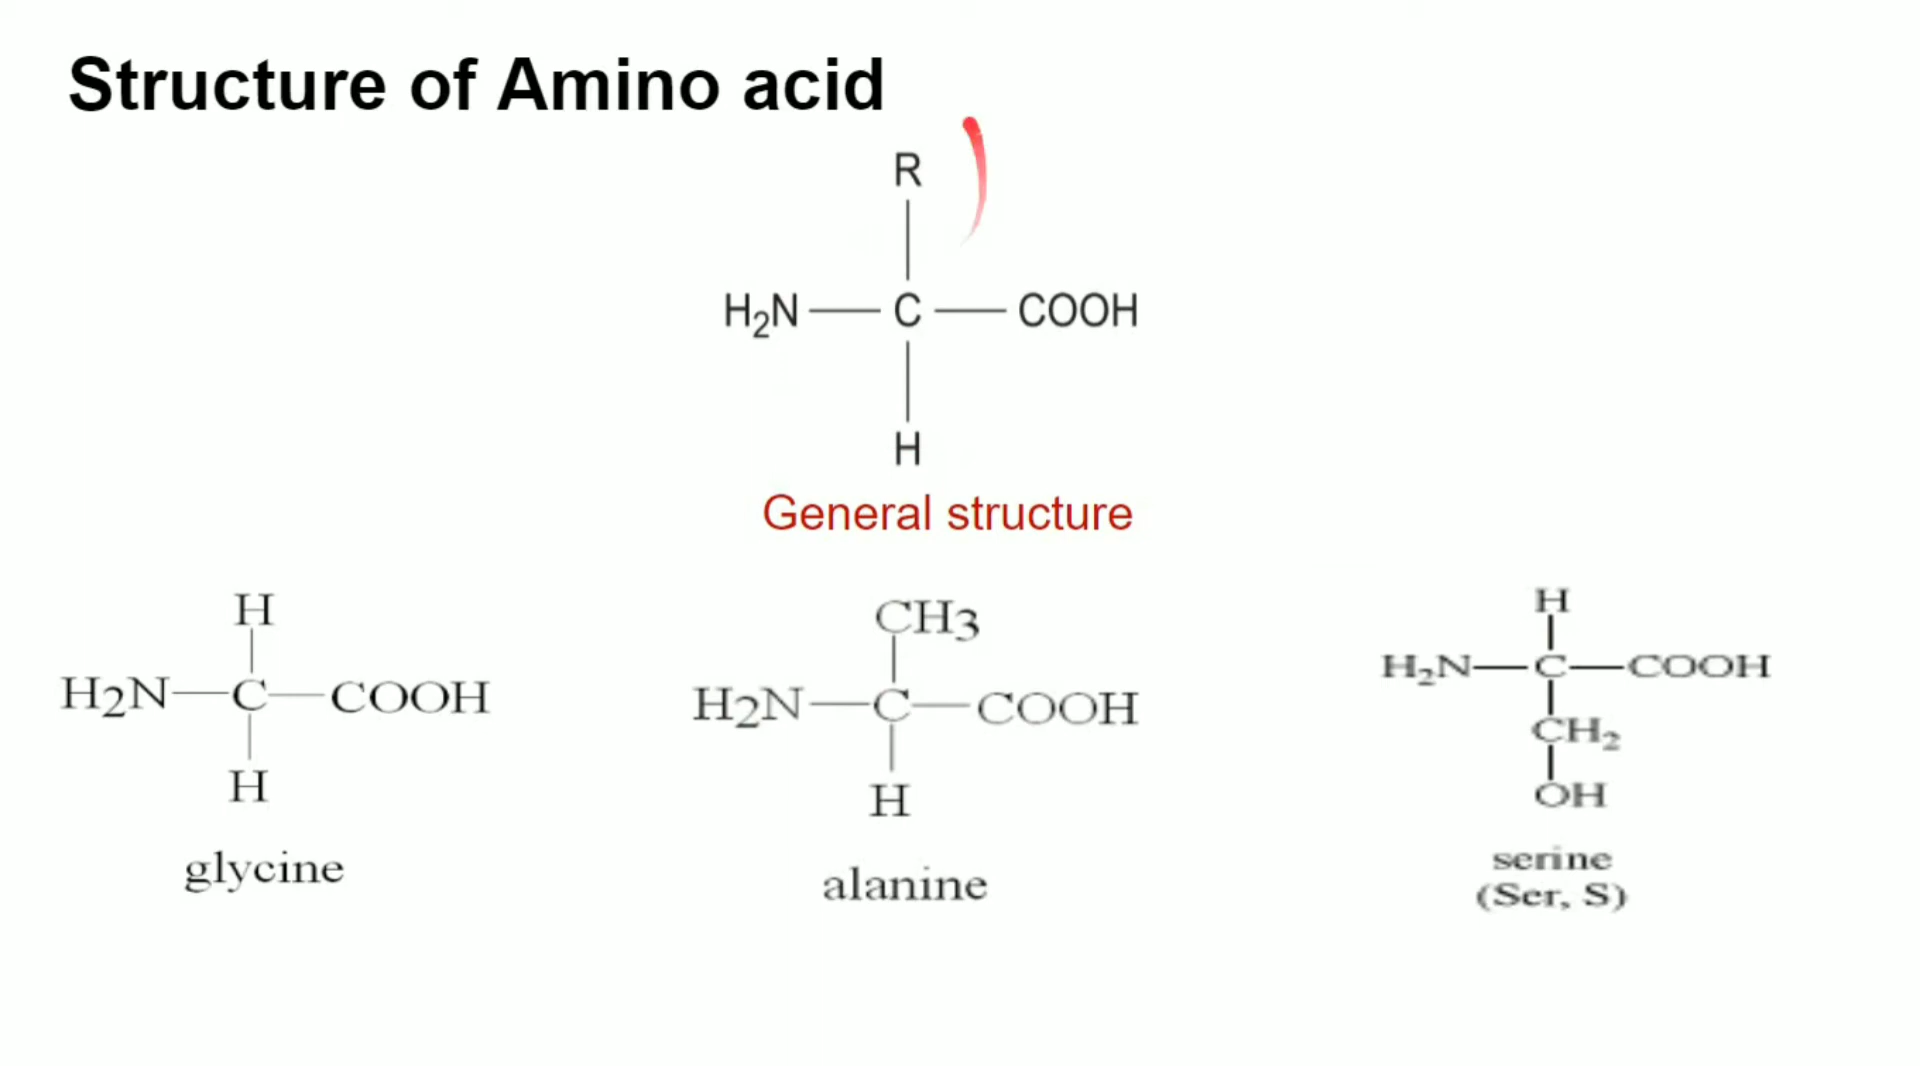 Structure of Amino acid
R
H₂N — C — COOH
H
General structure
H
H2N—C—COOH
H
glycine
CH3
H2N—C—COOH
H
alanine
H
H₂N—C—COOH
CH₂
OH
serine
(Ser, S)